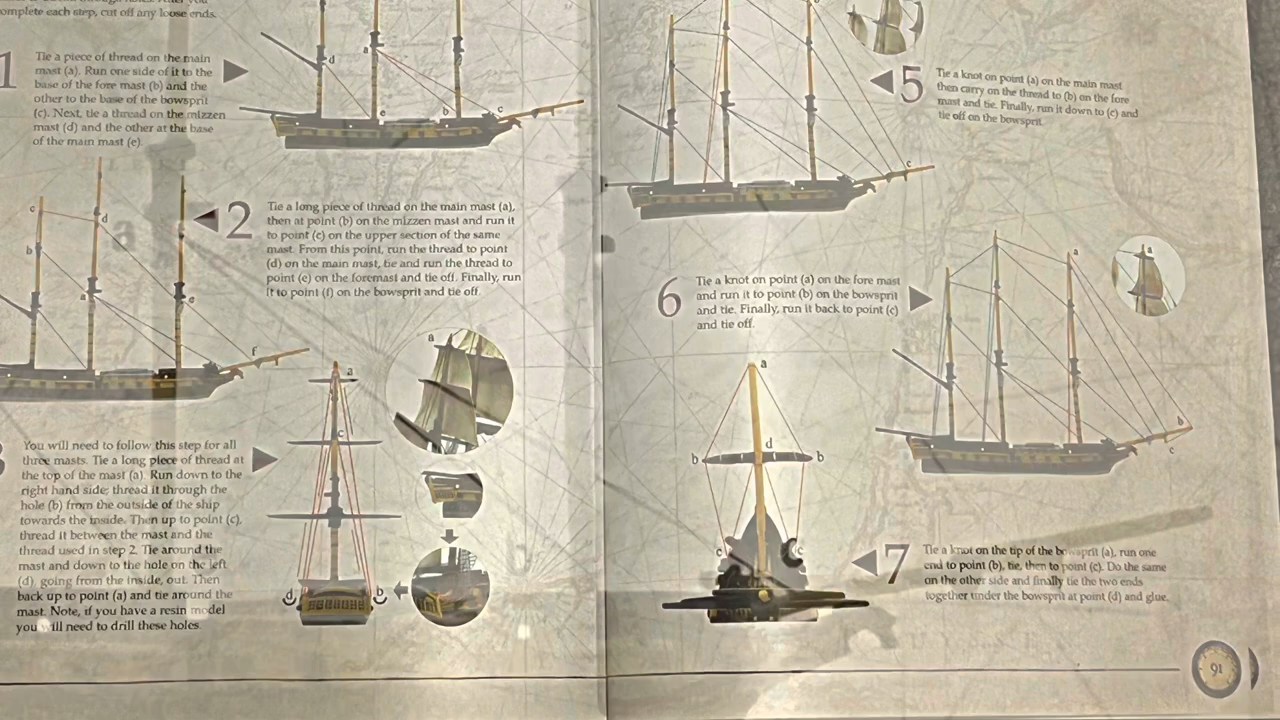 omplete each step, cut off any loose ends.
1
Tie a piece of thread on the main
mast (a). Run one side of it to the
base of the fore mast (b) and the
other to the base of the bowsprit
(c). Next, tie a thread on the mizzen
mast (d) and the other at the base
of the main mast (e).
a
d
e
b
c
2
Tie a long piece of thread on the main mast (a),
then at point (b) on the mizzen mast and run it
to point (c) on the upper section of the same
mast. From this point, run the thread to point
(d) on the main mast, tie and run the thread to
point (e) on the foremast and tie off. Finally, run
it to point (f) on the bowsprit and tie off.
c
d
b
a
e
f
You will need to follow this step for all
three masts. Tie a long piece of thread at
the top of the mast (a). Run down to the
right hand side; thread it through the
hole (b) from the outside of the ship
towards the inside. Then up to point (c),
thread it between the mast and the
thread used in step 2. Tie around the
mast and down to the hole on the left
(d), going from the inside, out. Then
back up to point (a) and tie around the
mast. Note, if you have a resin model
you will need to drill these holes.
a
c
d
b
a
5
Tie a knot on point (a) on the main mast
then carry on the thread to (b) on the fore
mast and tie. Finally, run it down to (c) and
tie off on the bowsprit.
c
6
Tie a knot on point (a) on the fore mast
and run it to point (b) on the bowsprit
and tie. Finally, run it back to point (c)
and tie off.
a
b
c
a
7
Tie a knot on the tip of the bowsprit (a), run one
end to point (b), tie, then to point (c). Do the same
on the other side and finally tie the two ends
together under the bowsprit at point (d) and glue.
a
d
b
b
c
c
91